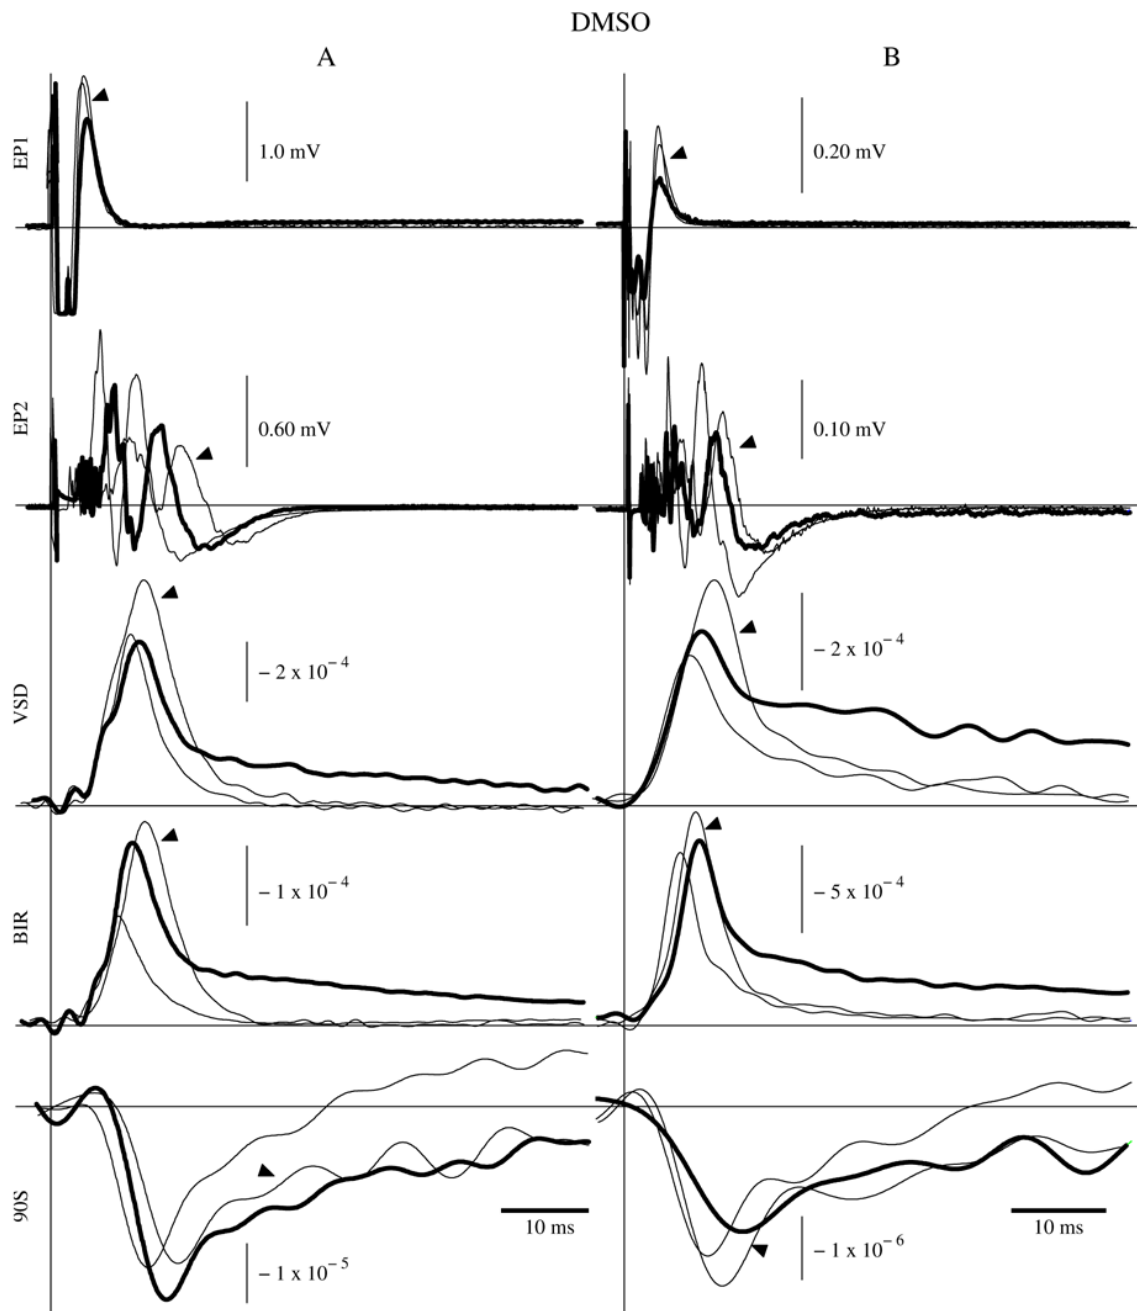 DMSO
A B
EP1
1.0 mV
0.20 mV
EP2
0.60 mV
0.10 mV
VSD
− 2 x 10⁻⁴
− 2 x 10⁻⁴
BIR
− 1 x 10⁻⁴
− 5 x 10⁻⁴
90S
10 ms
10 ms
− 1 x 10⁻⁵
− 1 x 10⁻⁶